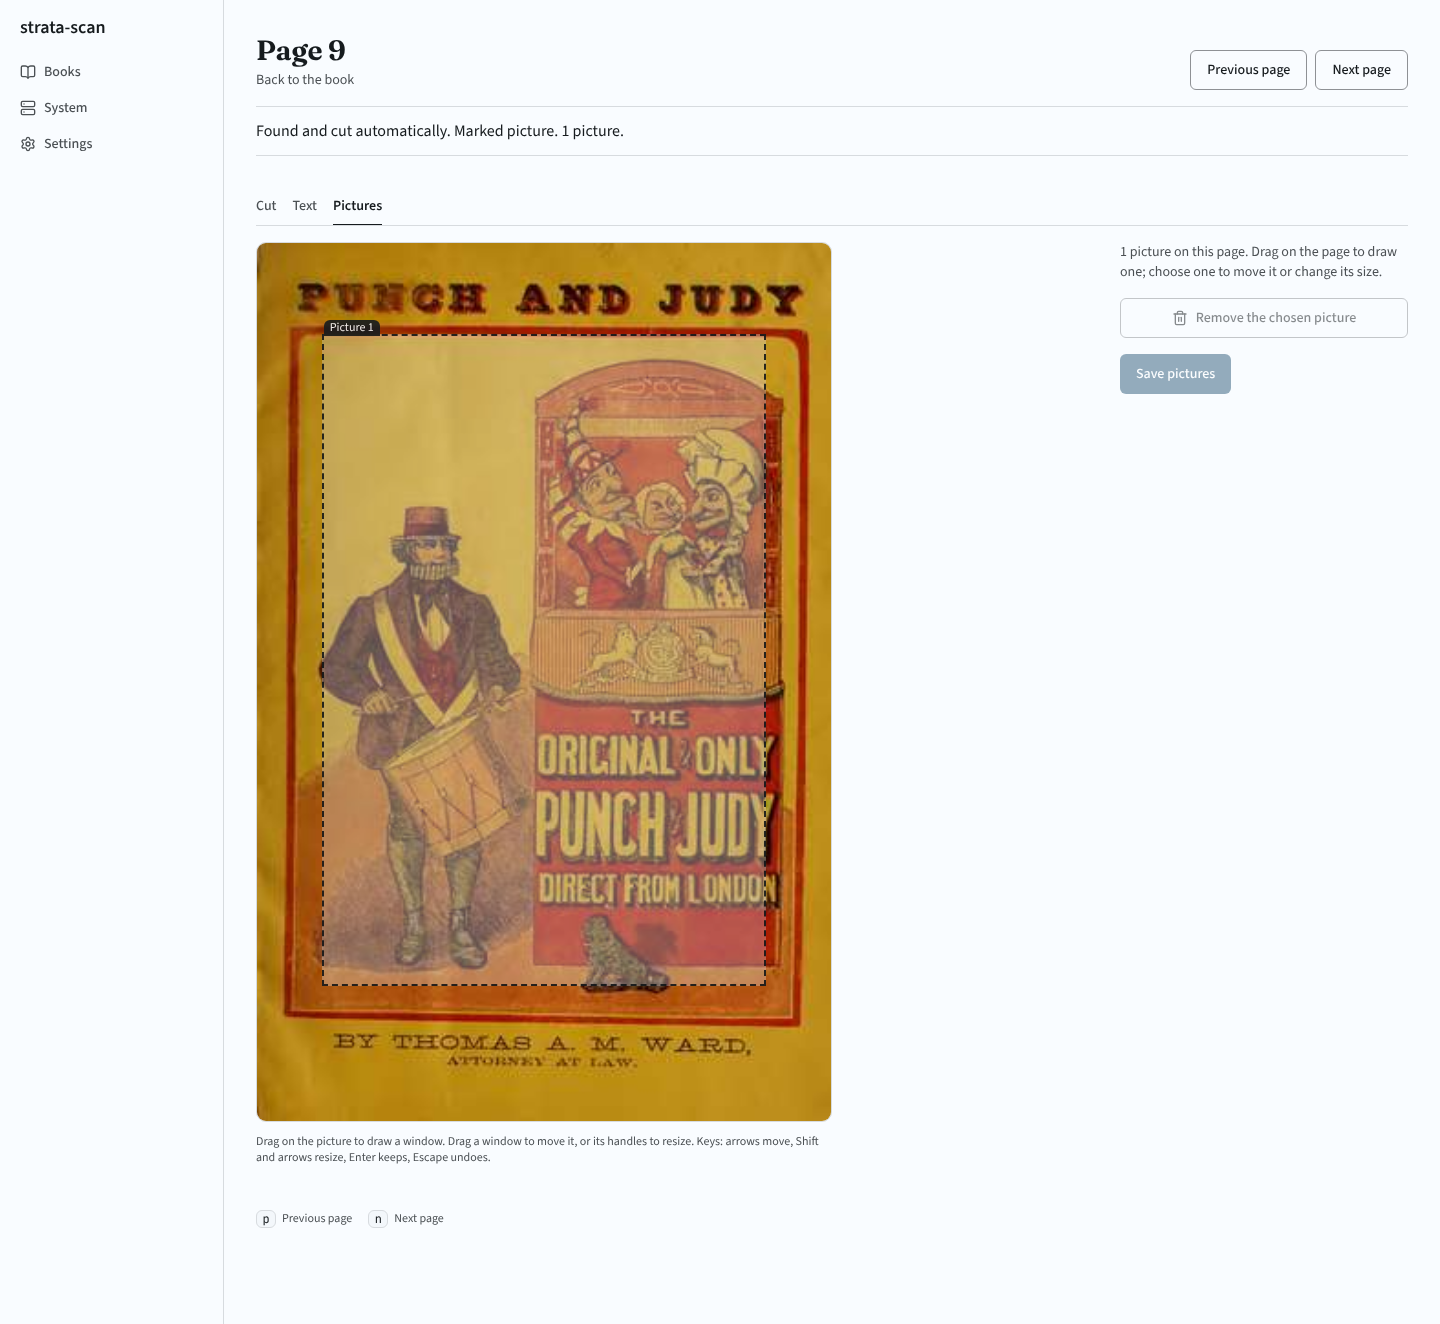 strata-scan
Books
System
Settings
Page 9
Back to the book
Previous page
Next page
Found and cut automatically. Marked picture. 1 picture.
Cut
Text
Pictures
PUNCH AND JUDY
Picture 1
THE
ORIGINAL & ONLY
PUNCH & JUDY
DIRECT FROM LONDON
BY THOMAS A. M. WARD,
ATTORNEY AT LAW.
1 picture on this page. Drag on the page to draw
one; choose one to move it or change its size.
Remove the chosen picture
Save pictures
Drag on the picture to draw a window. Drag a window to move it, or its handles to resize. Keys: arrows move, Shift
and arrows resize, Enter keeps, Escape undoes.
p Previous page n Next page